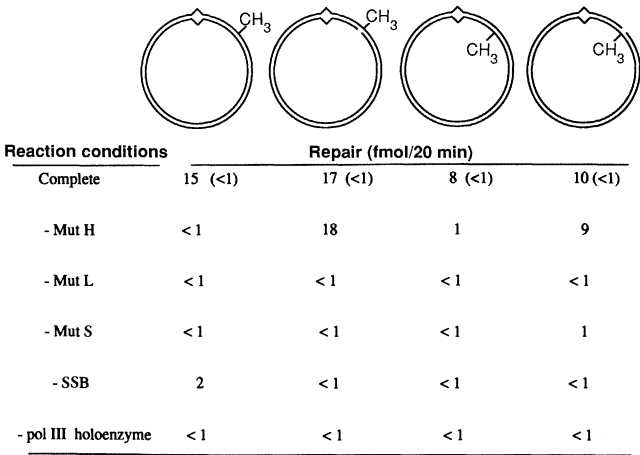 CH3 CH3 CH3 CH3
Reaction conditions Repair (fmol/20 min)
Complete 15 (<1) 17 (<1) 8 (<1) 10 (<1)
- Mut H < 1 18 1 9
- Mut L < 1 < 1 < 1 < 1
- Mut S < 1 < 1 < 1 1
- SSB 2 < 1 < 1 < 1
- pol III holoenzyme < 1 < 1 < 1 < 1